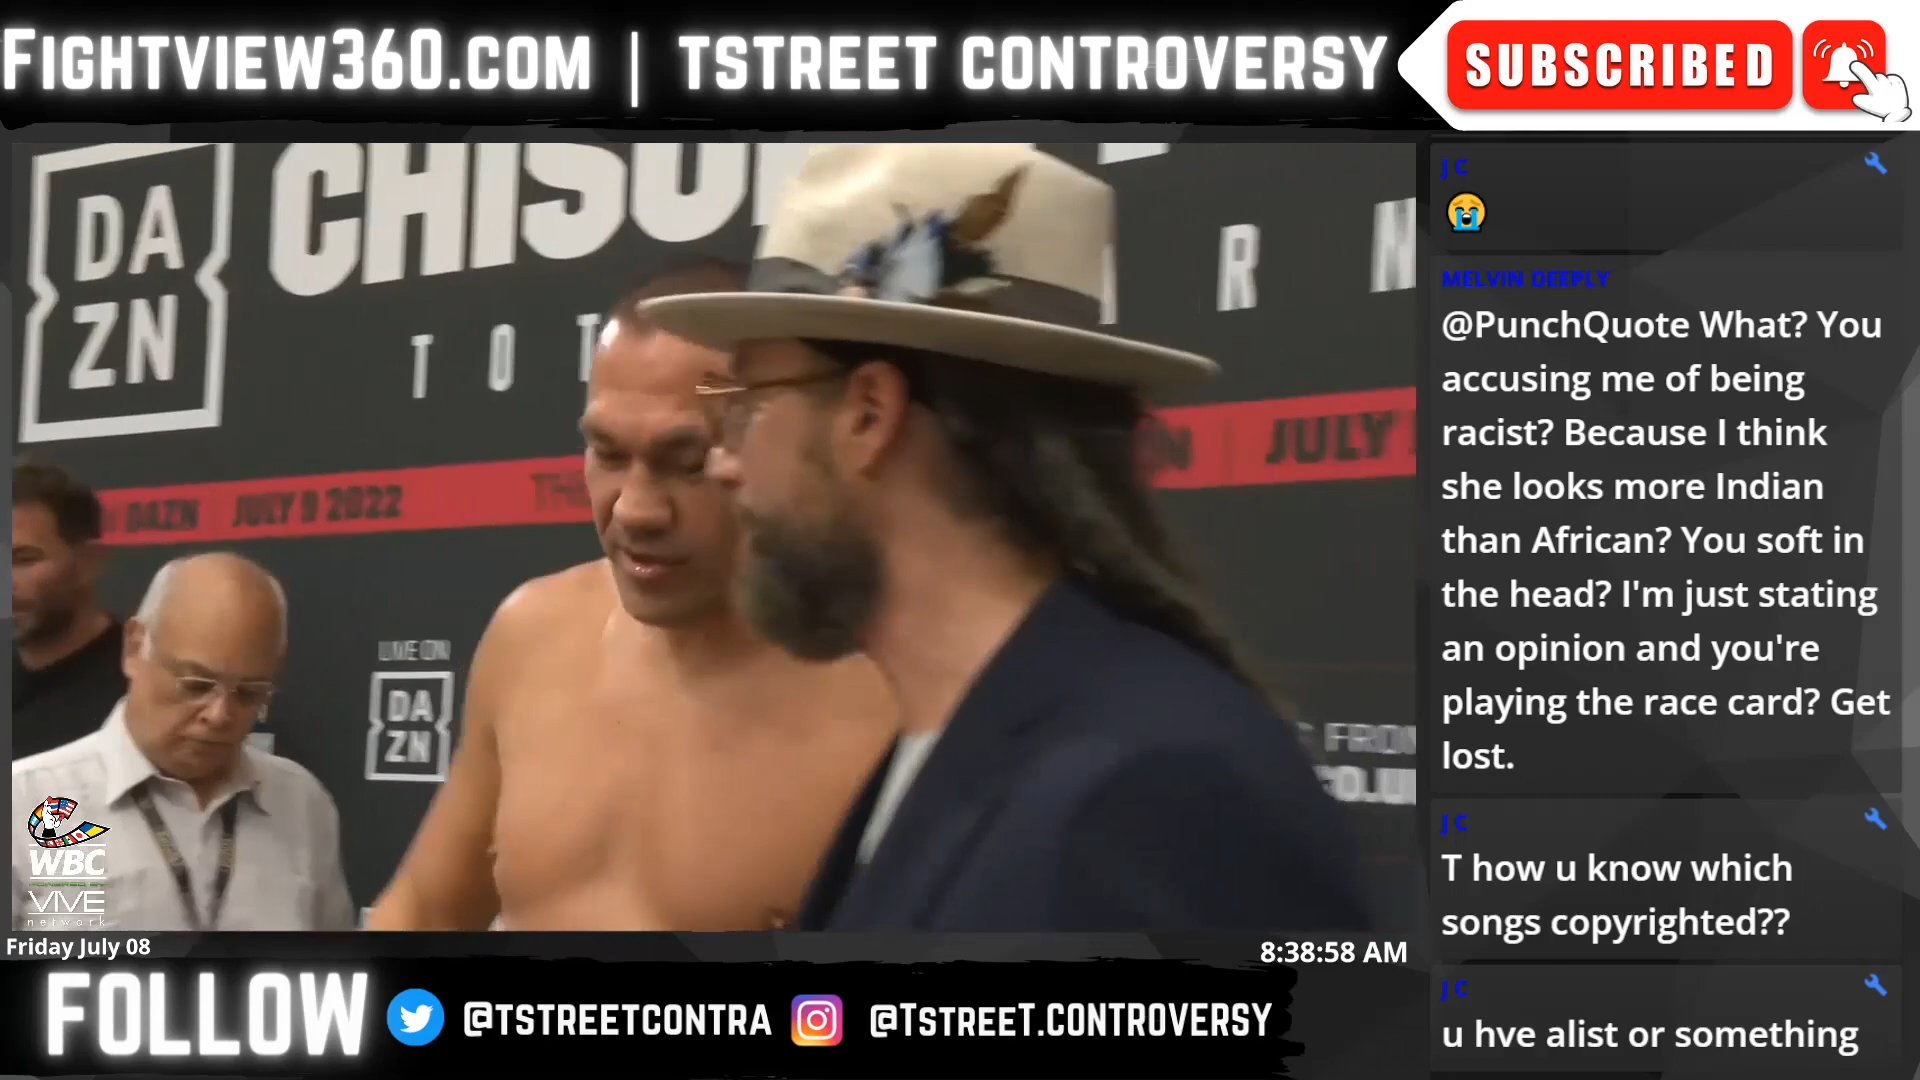 FIGHTVIEW360.COM | TSTREET CONTROVERSY
SUBSCRIBED
DA
ZN
CHISO
T O T
R N
DAZN | JULY 9 2022
JULY
LIVE ON
DA
ZN
FROM
CO.U
WBC
VIVE
network
Friday July 08
8:38:58 AM
FOLLOW
@TSTREETCONTRA
@TSTREET.CONTROVERSY
J C
MELVIN DEEPLY
@PunchQuote What? You
accusing me of being
racist? Because I think
she looks more Indian
than African? You soft in
the head? I'm just stating
an opinion and you're
playing the race card? Get
lost.
J C
T how u know which
songs copyrighted??
J C
u hve alist or something